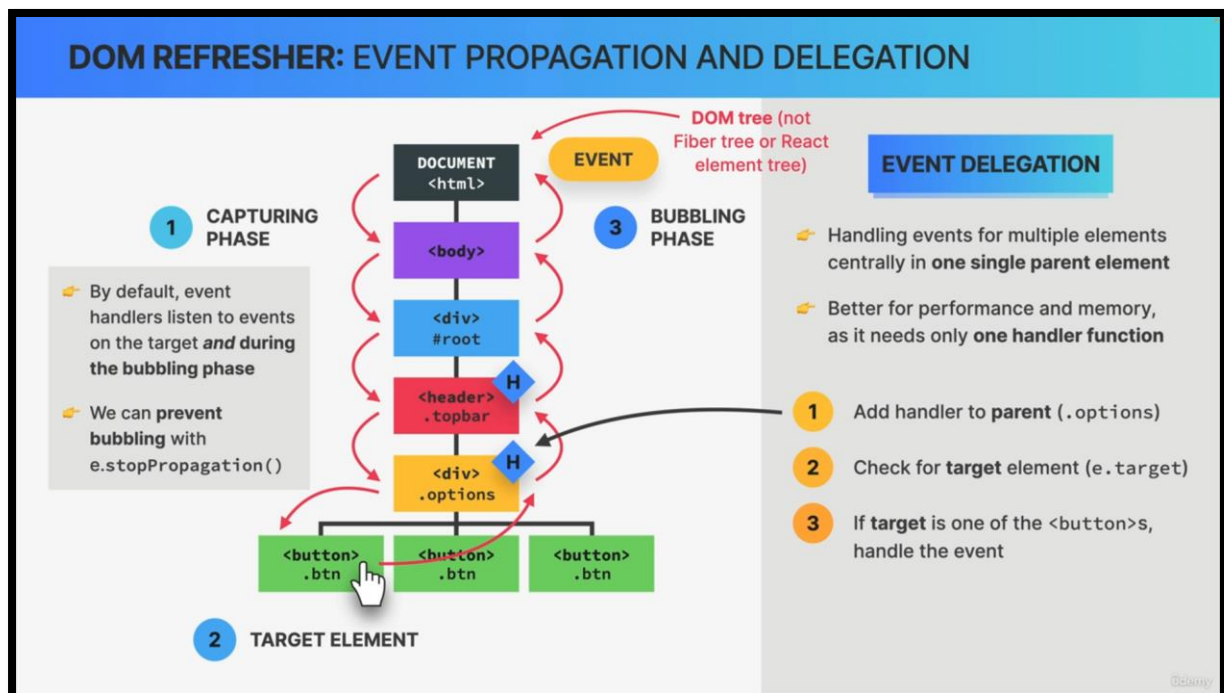 DOM REFRESHER: EVENT PROPAGATION AND DELEGATION
DOM tree (not
Fiber tree or React
element tree)
DOCUMENT
<html>
EVENT
1
CAPTURING
PHASE
3
BUBBLING
PHASE
<body>
By default, event
handlers listen to events
on the target and during
the bubbling phase
We can prevent
bubbling with
e.stopPropagation()
<div>
#root
H
<header>
.topbar
H
<div>
.options
<button>
.btn
<button>
.btn
<button>
.btn
2
TARGET ELEMENT
EVENT DELEGATION
Handling events for multiple elements
centrally in one single parent element
Better for performance and memory,
as it needs only one handler function
1
Add handler to parent (.options)
2
Check for target element (e.target)
3
If target is one of the <button>s,
handle the event
ûdemy